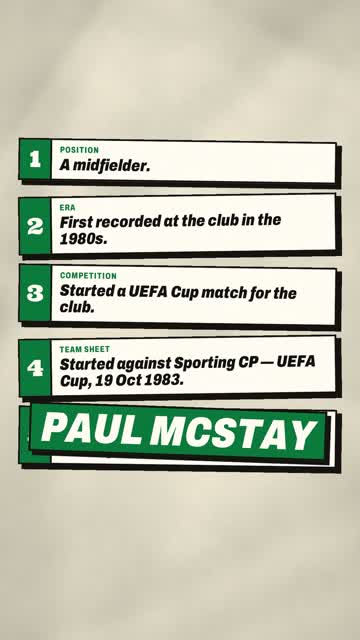 1
POSITION
A midfielder.
2
ERA
First recorded at the club in the
1980s.
3
COMPETITION
Started a UEFA Cup match for the
club.
4
TEAM SHEET
Started against Sporting CP — UEFA
Cup, 19 Oct 1983.
PAUL MCSTAY